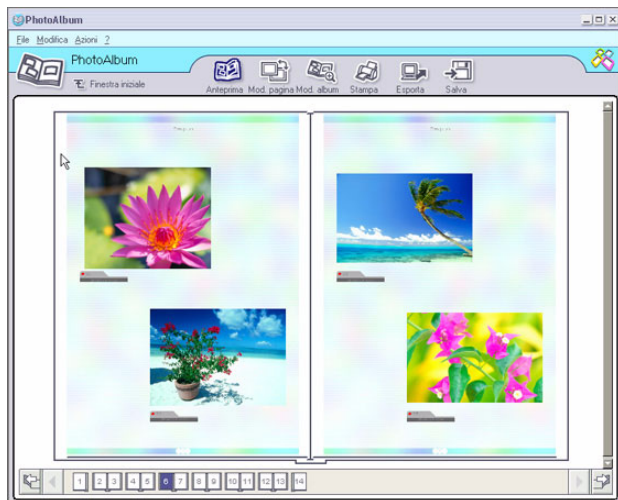 PhotoAlbum
File Modifica Azioni ?
PhotoAlbum
Finestra iniziale
Anteprima Mod. pagina Mod. album Stampa Esporta Salva
1 2 3 4 5 6 7 8 9 10 11 12 13 14